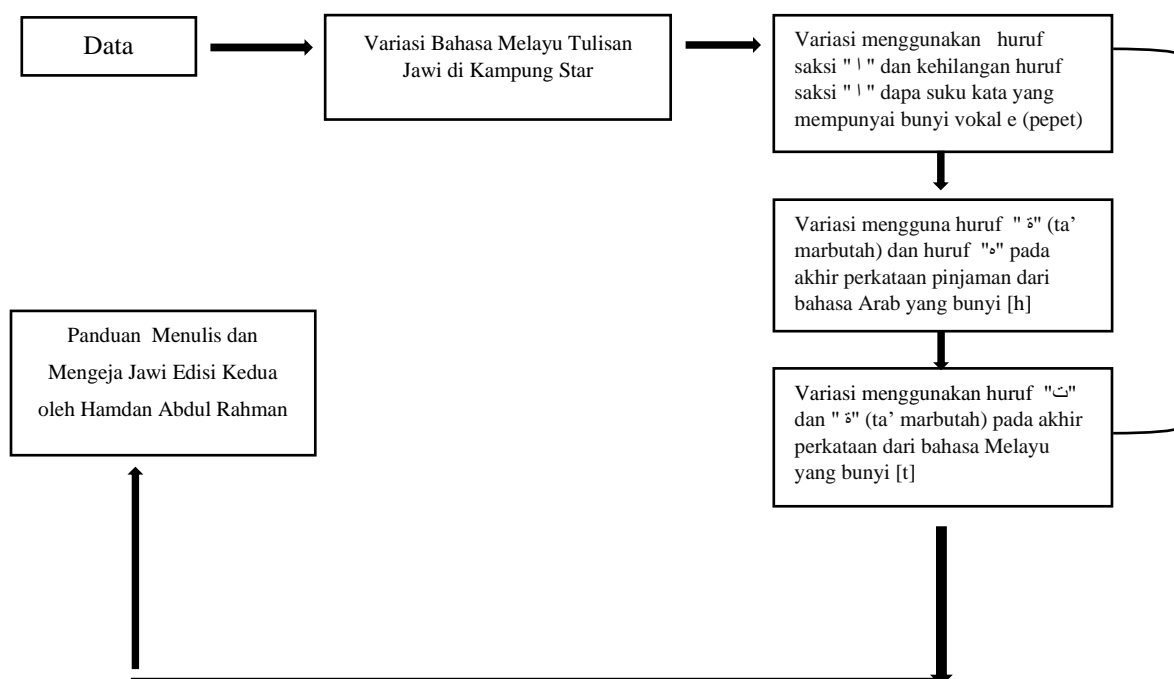 Data
Variasi Bahasa Melayu Tulisan
Jawi di Kampung Star
Variasi menggunakan huruf
saksi " ا " dan kehilangan huruf
saksi " ا " dapa suku kata yang
mempunyai bunyi vokal e (pepet)
Variasi mengguna huruf " ة" (ta’
marbutah) dan huruf "ه" pada
akhir perkataan pinjaman dari
bahasa Arab yang bunyi [h]
Variasi menggunakan huruf "ت"
dan " ة" (ta’ marbutah) pada akhir
perkataan dari bahasa Melayu
yang bunyi [t]
Panduan Menulis dan
Mengeja Jawi Edisi Kedua
oleh Hamdan Abdul Rahman